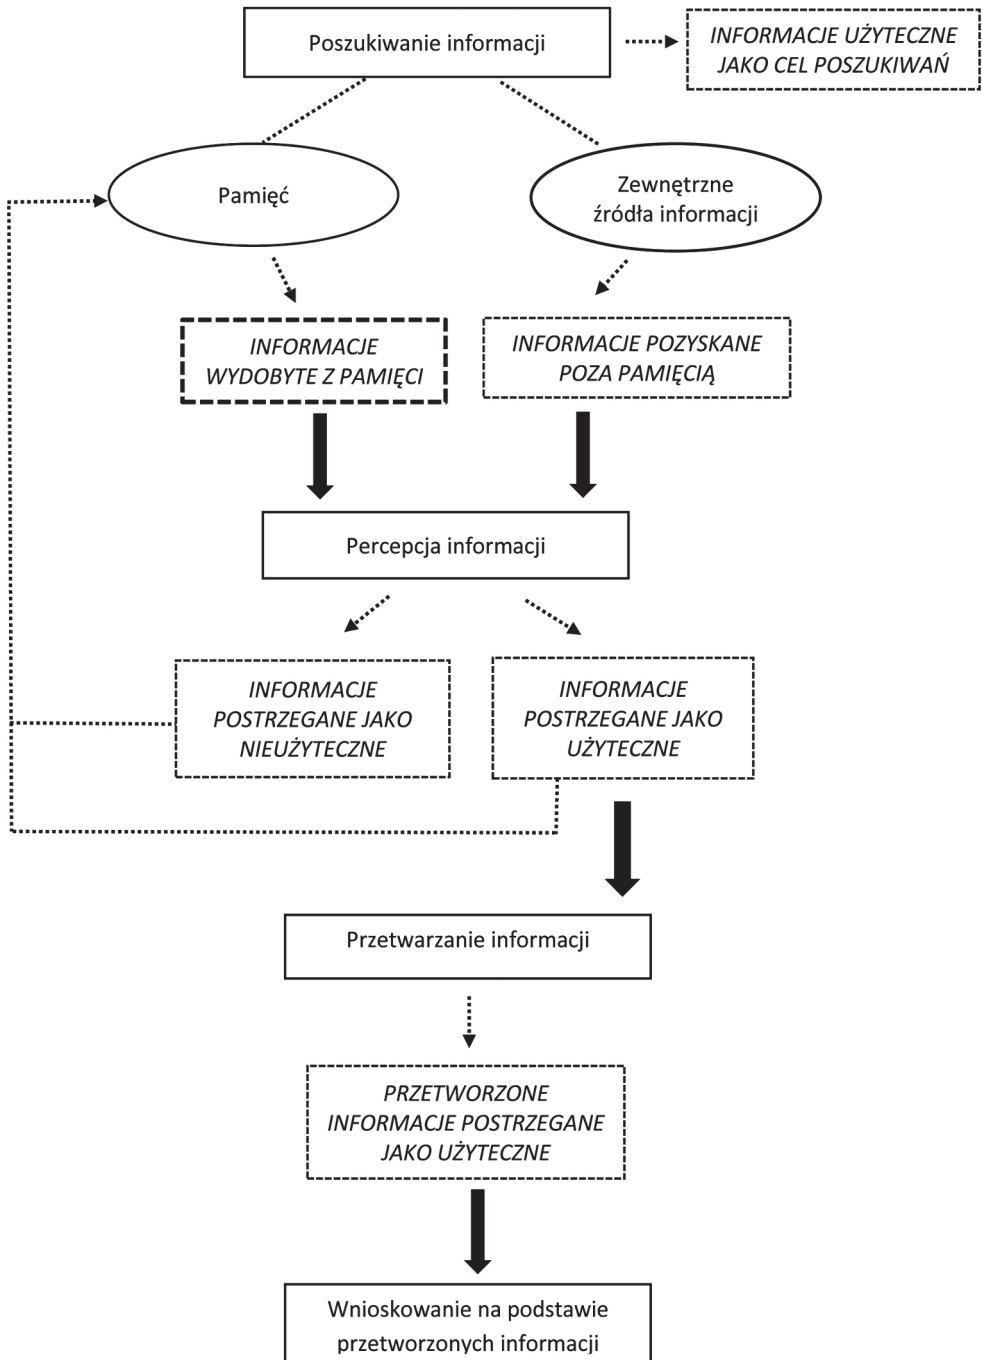 Poszukiwanie informacji
INFORMACJE UŻYTECZNE
JAKO CEL POSZUKIWAŃ
Pamięć
Zewnętrzne
źródła informacji
INFORMACJE
WYDOBYTE Z PAMIĘCI
INFORMACJE POZYSKANE
POZA PAMIĘCIĄ
Percepcja informacji
INFORMACJE
POSTRZEGANE JAKO
NIEUŻYTECZNE
INFORMACJE
POSTRZEGANE JAKO
UŻYTECZNE
Przetwarzanie informacji
PRZETWORZONE
INFORMACJE POSTRZEGANE
JAKO UŻYTECZNE
Wnioskowanie na podstawie
przetworzonych informacji